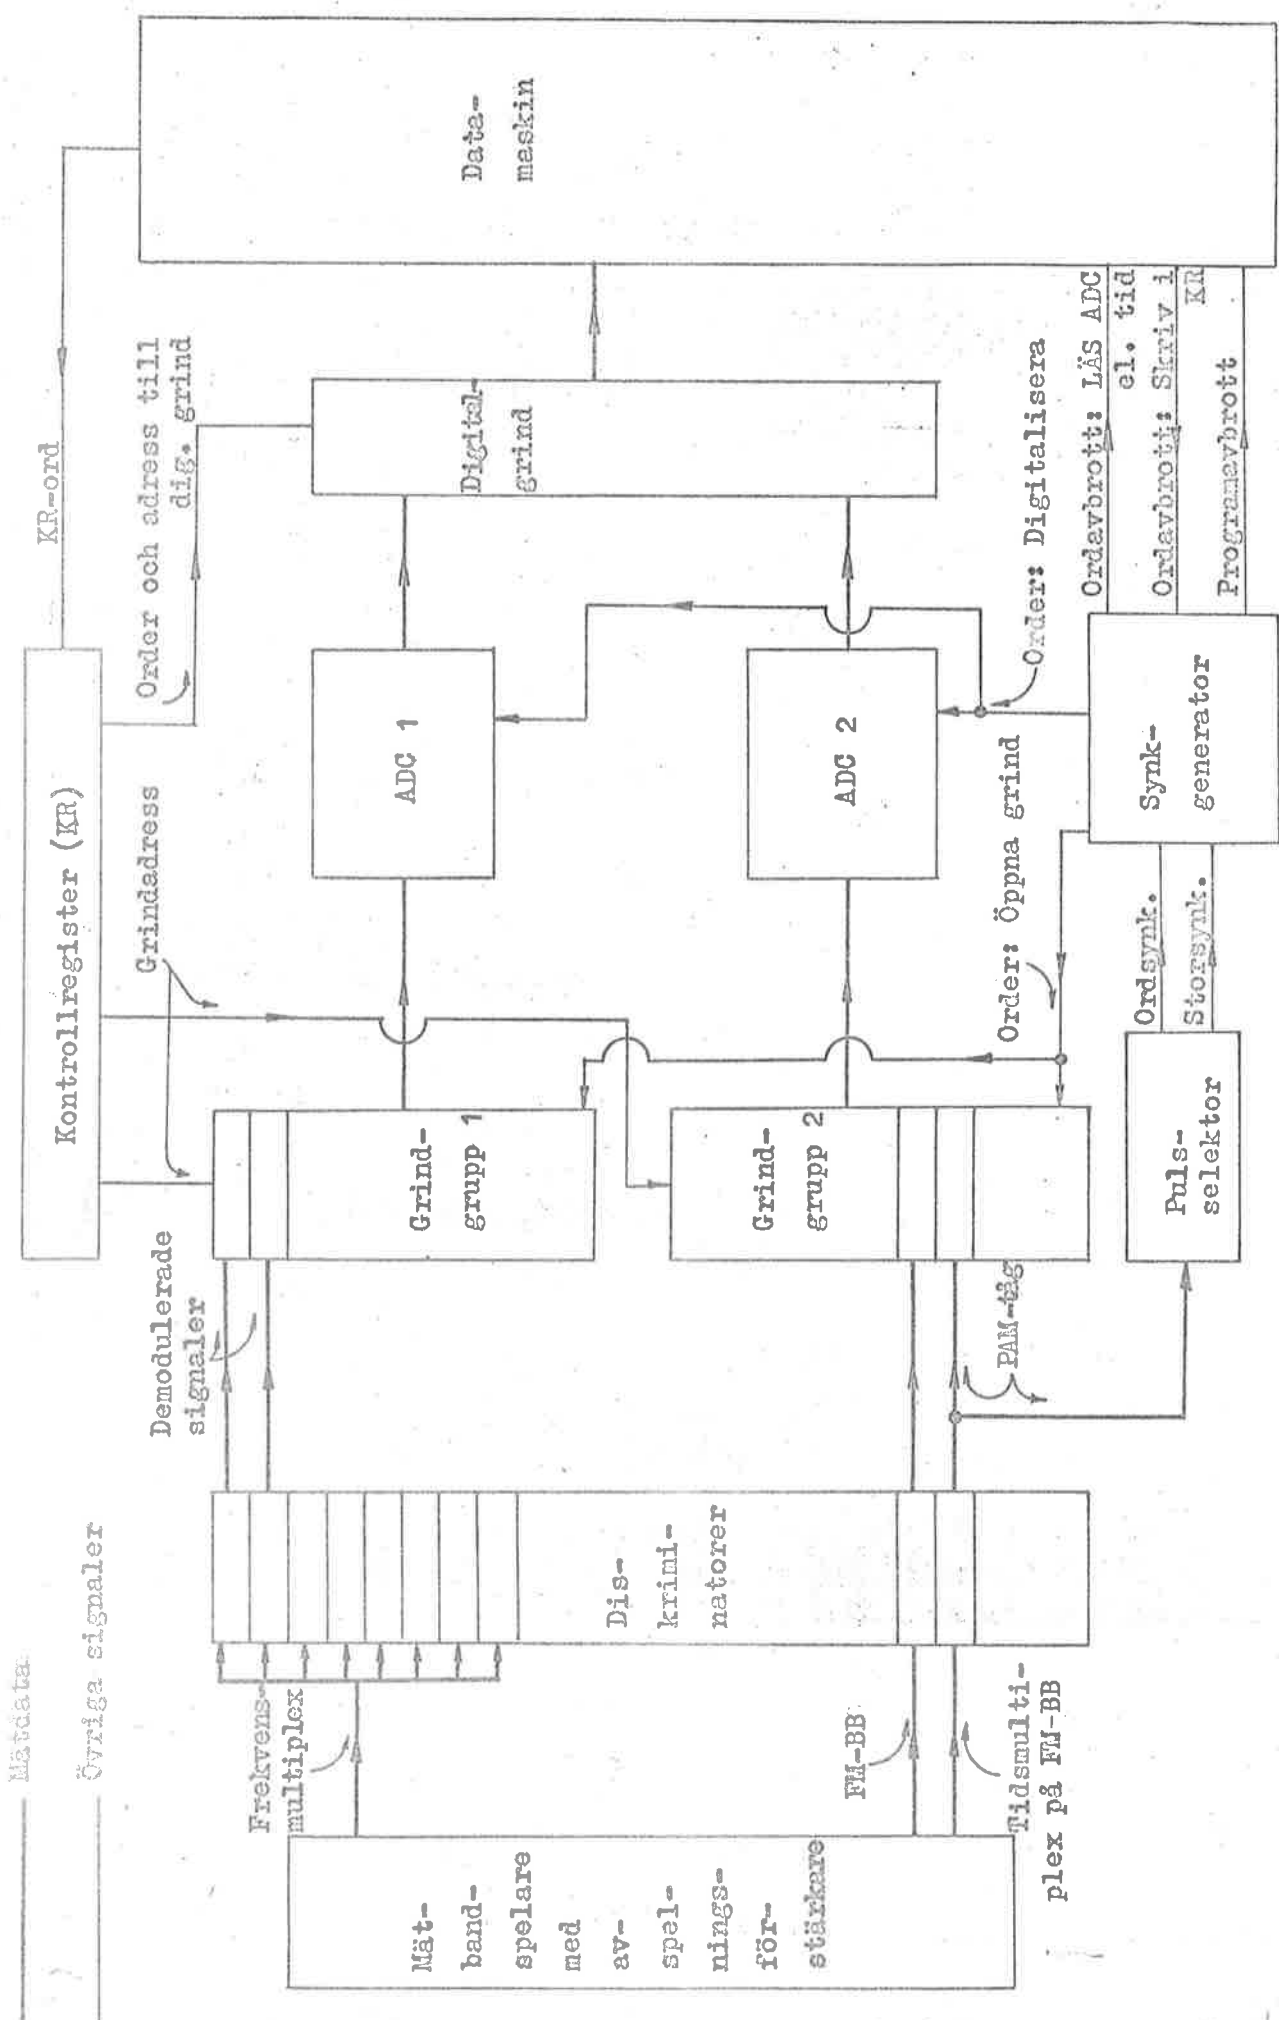 Mätdata
Övriga signaler
Kontrollregister (KR)
KR-ord
Grindadress
Order och adress till
dig. grind
Demodulerade
signaler
Frekvens-
multiplex
Mät-
band-
spelare
med
av-
spel-
nings-
för-
stärkare
Dis-
krimi-
natorer
Grind-
grupp 1
Grind-
grupp 2
ADC 1
ADC 2
Digital-
grind
Data-
maskin
FM-BB
Tidsmulti-
plex på FM-BB
PAM-tåg
Puls-
selektor
Ordsynk.
Storsynk.
Order: Öppna grind
Order: Digitalisera
Synk-
generator
Ordavbrott: LÄS ADC
el. tid
Ordavbrott: Skriv i
KR
Programavbrott